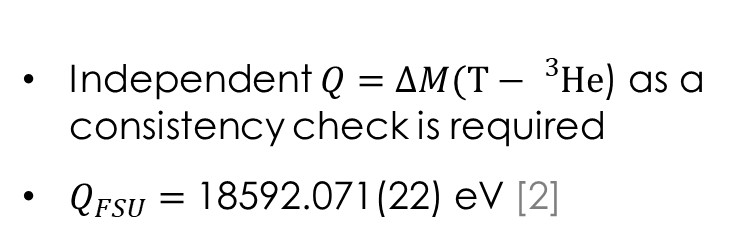 • Independent Q = ΔM(T − ³He) as a
consistency check is required
• Q_FSU = 18592.071(22) eV [2]